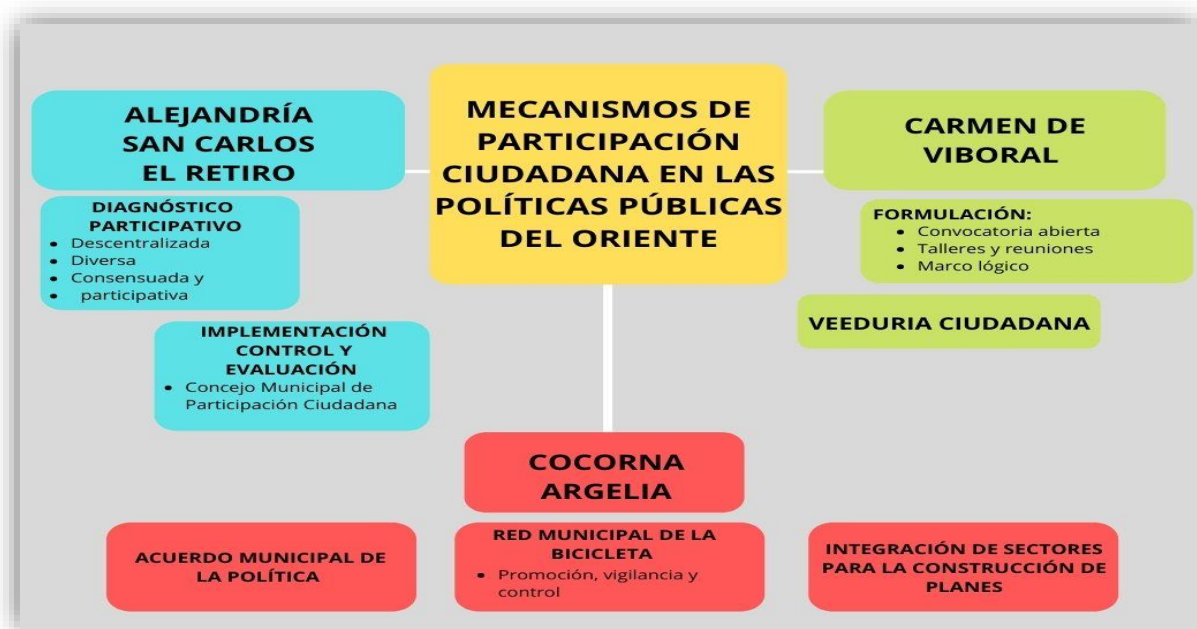 MECANISMOS DE
PARTICIPACIÓN
CIUDADANA EN LAS
POLÍTICAS PÚBLICAS
DEL ORIENTE
ALEJANDRÍA
SAN CARLOS
EL RETIRO
DIAGNÓSTICO
PARTICIPATIVO
• Descentralizada
• Diversa
• Consensuada y
• participativa
IMPLEMENTACIÓN
CONTROL Y
EVALUACIÓN
• Concejo Municipal de
Participación Ciudadana
CARMEN DE
VIBORAL
FORMULACIÓN:
• Convocatoria abierta
• Talleres y reuniones
• Marco lógico
VEEDURIA CIUDADANA
COCORNA
ARGELIA
ACUERDO MUNICIPAL DE
LA POLÍTICA
RED MUNICIPAL DE LA
BICICLETA
• Promoción, vigilancia y
control
INTEGRACIÓN DE SECTORES
PARA LA CONSTRUCCIÓN DE
PLANES